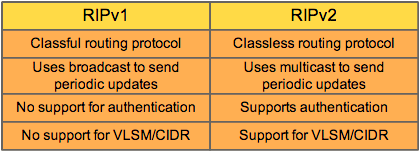 RIPv1 RIPv2
Classful routing protocol Classless routing protocol
Uses broadcast to send Uses multicast to send
periodic updates periodic updates
No support for authentication Supports authentication
No support for VLSM/CIDR Support for VLSM/CIDR